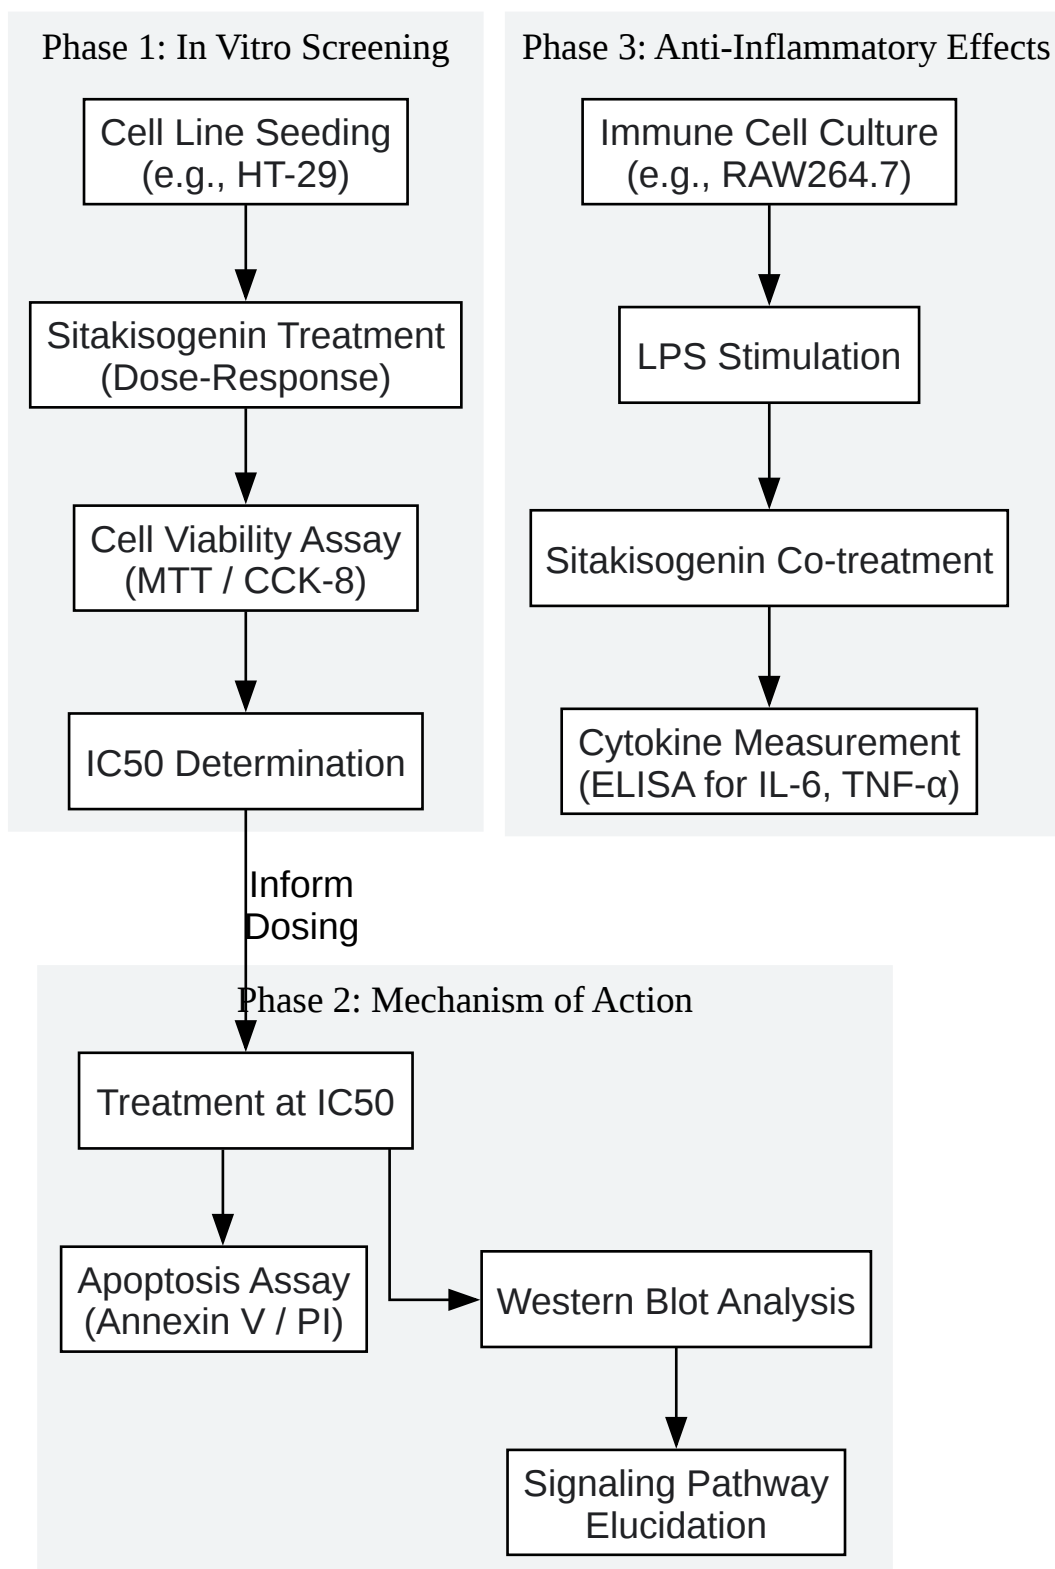 Phase 1: In Vitro Screening
Cell Line Seeding
(e.g., HT-29)
Sitakisogenin Treatment
(Dose-Response)
Cell Viability Assay
(MTT / CCK-8)
IC50 Determination
Inform
Dosing
Phase 2: Mechanism of Action
Treatment at IC50
Apoptosis Assay
(Annexin V / PI)
Western Blot Analysis
Signaling Pathway
Elucidation
Phase 3: Anti-Inflammatory Effects
Immune Cell Culture
(e.g., RAW264.7)
LPS Stimulation
Sitakisogenin Co-treatment
Cytokine Measurement
(ELISA for IL-6, TNF-α)